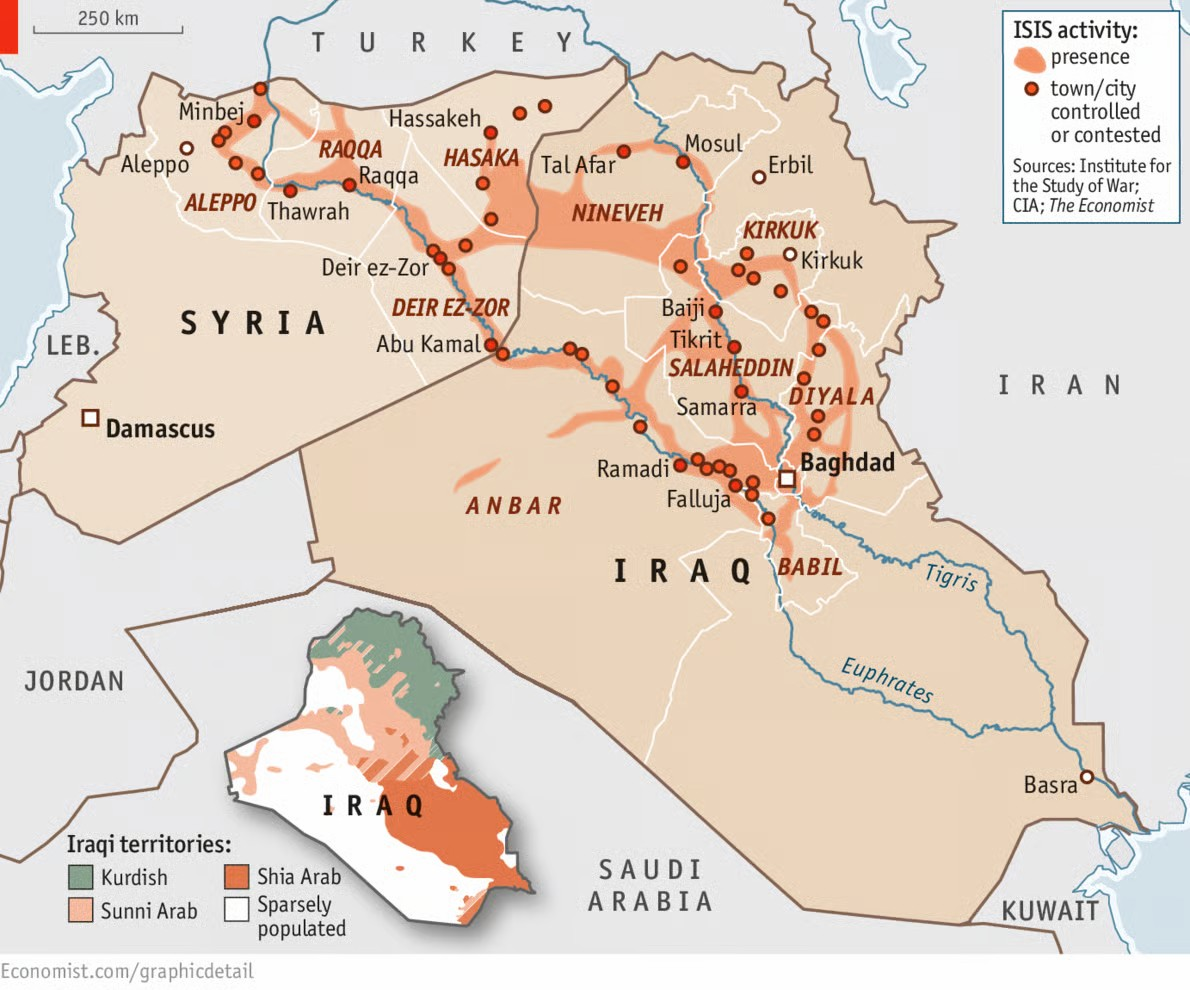 250 km
TURKEY
ISIS activity:
presence
town/city
controlled
or contested
Sources: Institute for
the Study of War;
CIA; The Economist
Minbej
Aleppo
ALEPPO
Thawrah
RAQQA
Raqqa
Hassakeh
HASAKA
Tal Afar
Mosul
Erbil
NINEVEH
KIRKUK
Kirkuk
Deir ez-Zor
DEIR EZ-ZOR
Abu Kamal
SYRIA
LEB.
Damascus
Baiji
Tikrit
SALAHEDDIN
Samarra
DIYALA
IRAN
Baghdad
Ramadi
Falluja
ANBAR
IRAQ
BABIL
Tigris
Euphrates
Basra
JORDAN
SAUDI
ARABIA
KUWAIT
IRAQ
Iraqi territories:
Kurdish
Shia Arab
Sunni Arab
Sparsely
populated
Economist.com/graphicdetail